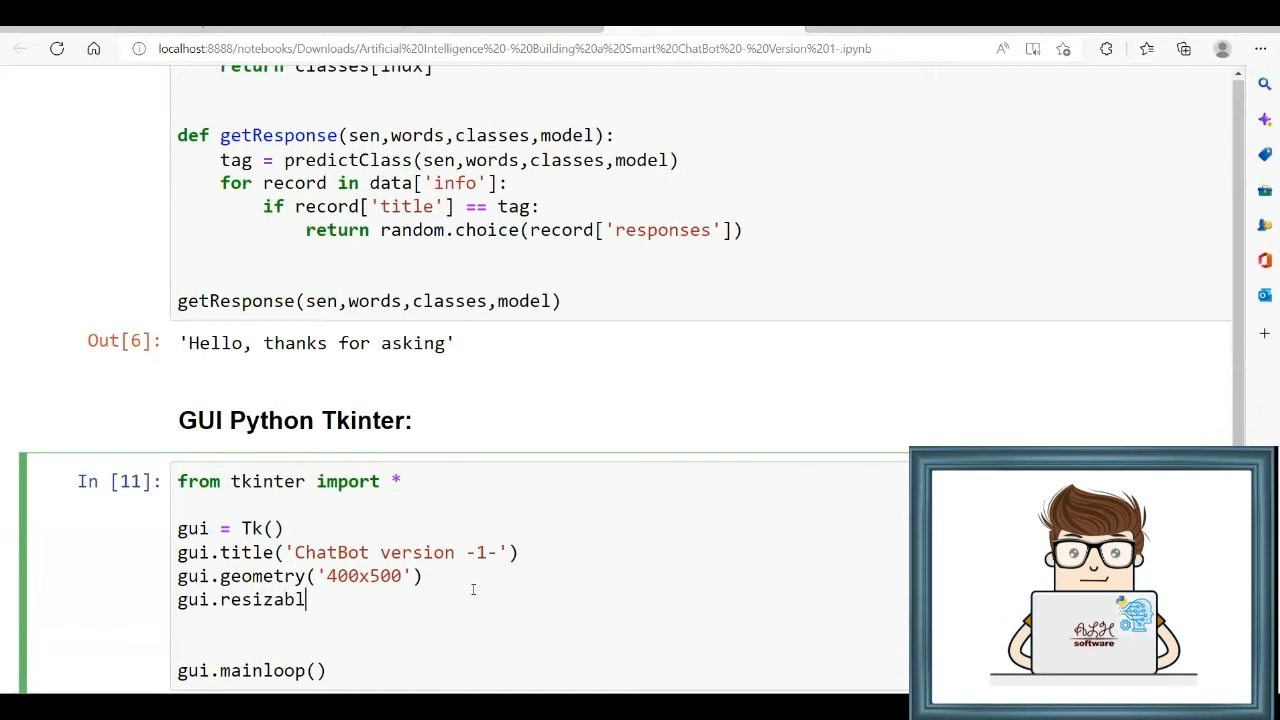 localhost:8888/notebooks/Downloads/Artificial%20Intelligence%20-%20Building%20a%20Smart%20ChatBot%20-%20Version%201-.ipynb
return classes[indx]
def getResponse(sen,words,classes,model):
tag = predictClass(sen,words,classes,model)
for record in data['info']:
if record['title'] == tag:
return random.choice(record['responses'])
getResponse(sen,words,classes,model)
Out[6]: 'Hello, thanks for asking'
GUI Python Tkinter:
In [11]: from tkinter import *
gui = Tk()
gui.title('ChatBot version -1-')
gui.geometry('400x500')
gui.resizabl
gui.mainloop()
ALH
software